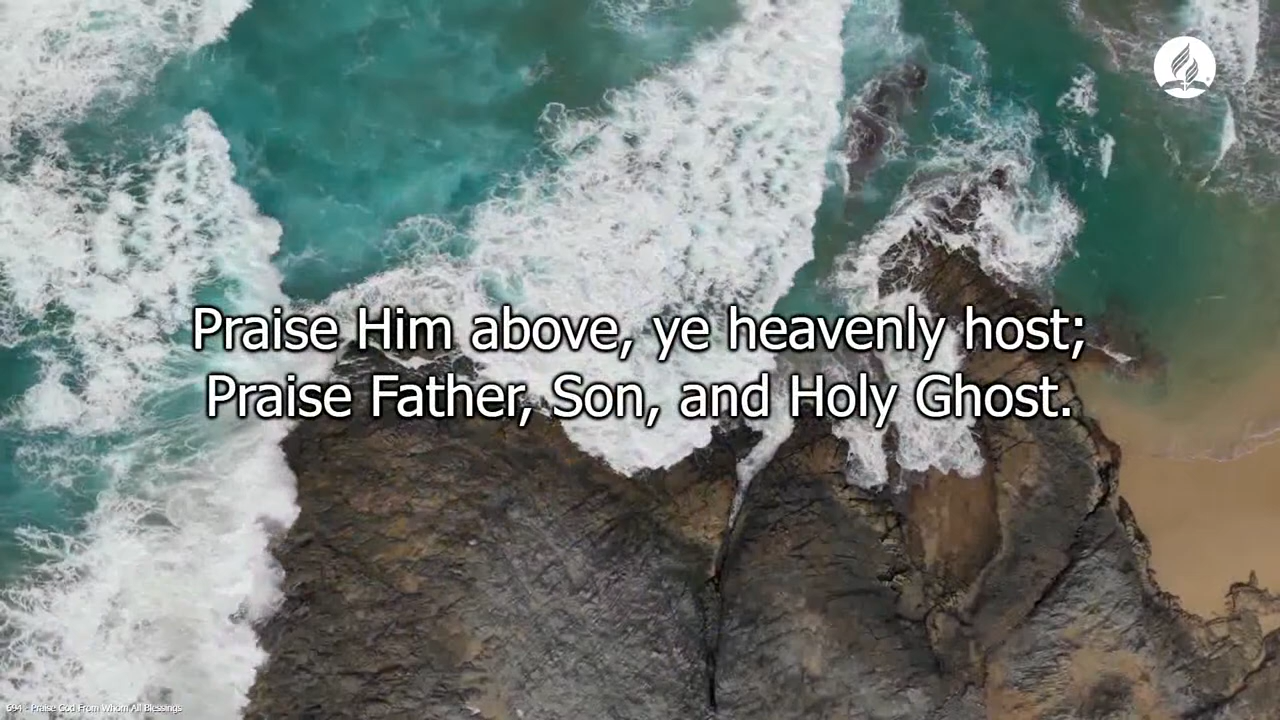 Praise Him above, ye heavenly host;
Praise Father, Son, and Holy Ghost.
694 - Praise God From Whom All Blessings